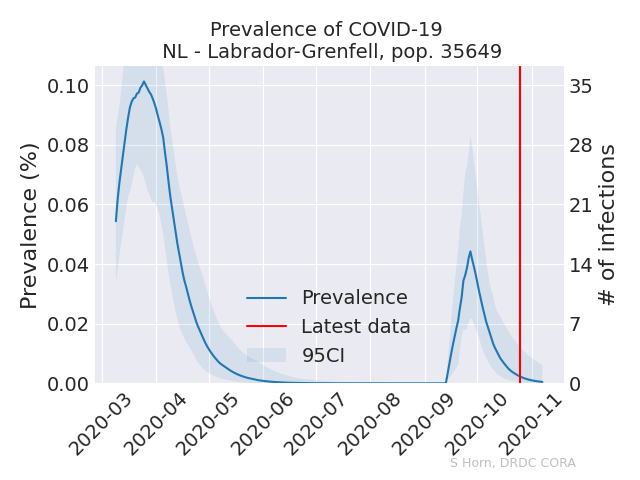 Prevalence of COVID-19
NL - Labrador-Grenfell, pop. 35649
Prevalence (%)
0.10
0.08
0.06
0.04
0.02
0.00
35
28
21
14
7
0
# of infections
Prevalence
Latest data
95CI
2020-03
2020-04
2020-05
2020-06
2020-07
2020-08
2020-09
2020-10
2020-11
S Horn, DRDC CORA